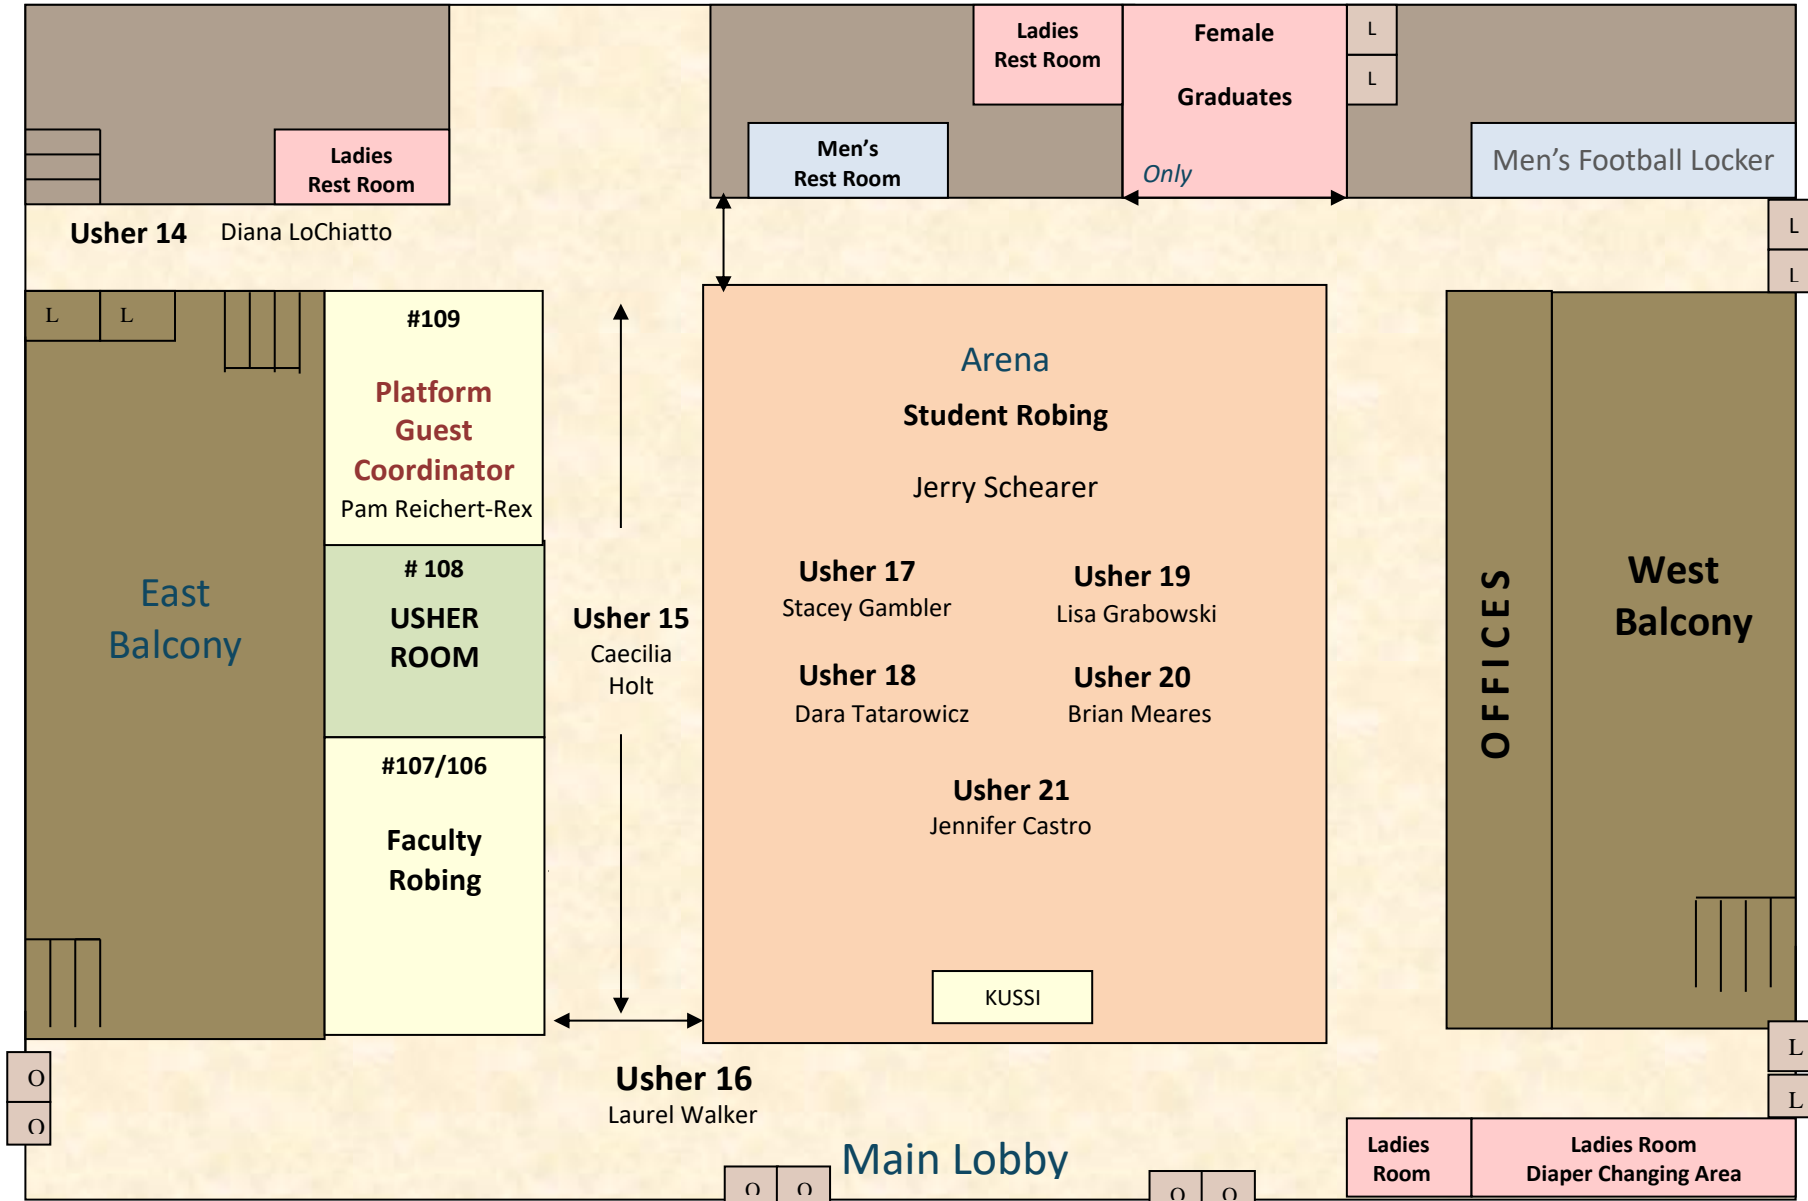 Ladies
Rest Room
Female
Graduates
Only
L
L
Ladies
Rest Room
Men's
Rest Room
Men's Football Locker
Usher 14 Diana LoChiatto
L
L
L L
#109
Platform
Guest
Coordinator
Pam Reichert-Rex
# 108
USHER
ROOM
#107/106
Faculty
Robing
East
Balcony
Usher 15
Caecilia
Holt
Arena
Student Robing
Jerry Schearer
Usher 17
Stacey Gambler
Usher 19
Lisa Grabowski
Usher 18
Dara Tatarowicz
Usher 20
Brian Meares
Usher 21
Jennifer Castro
KUSSI
OFFICES
West
Balcony
O
O
Usher 16
Laurel Walker
Main Lobby
L
L
Ladies
Room
Ladies Room
Diaper Changing Area
O O
O O